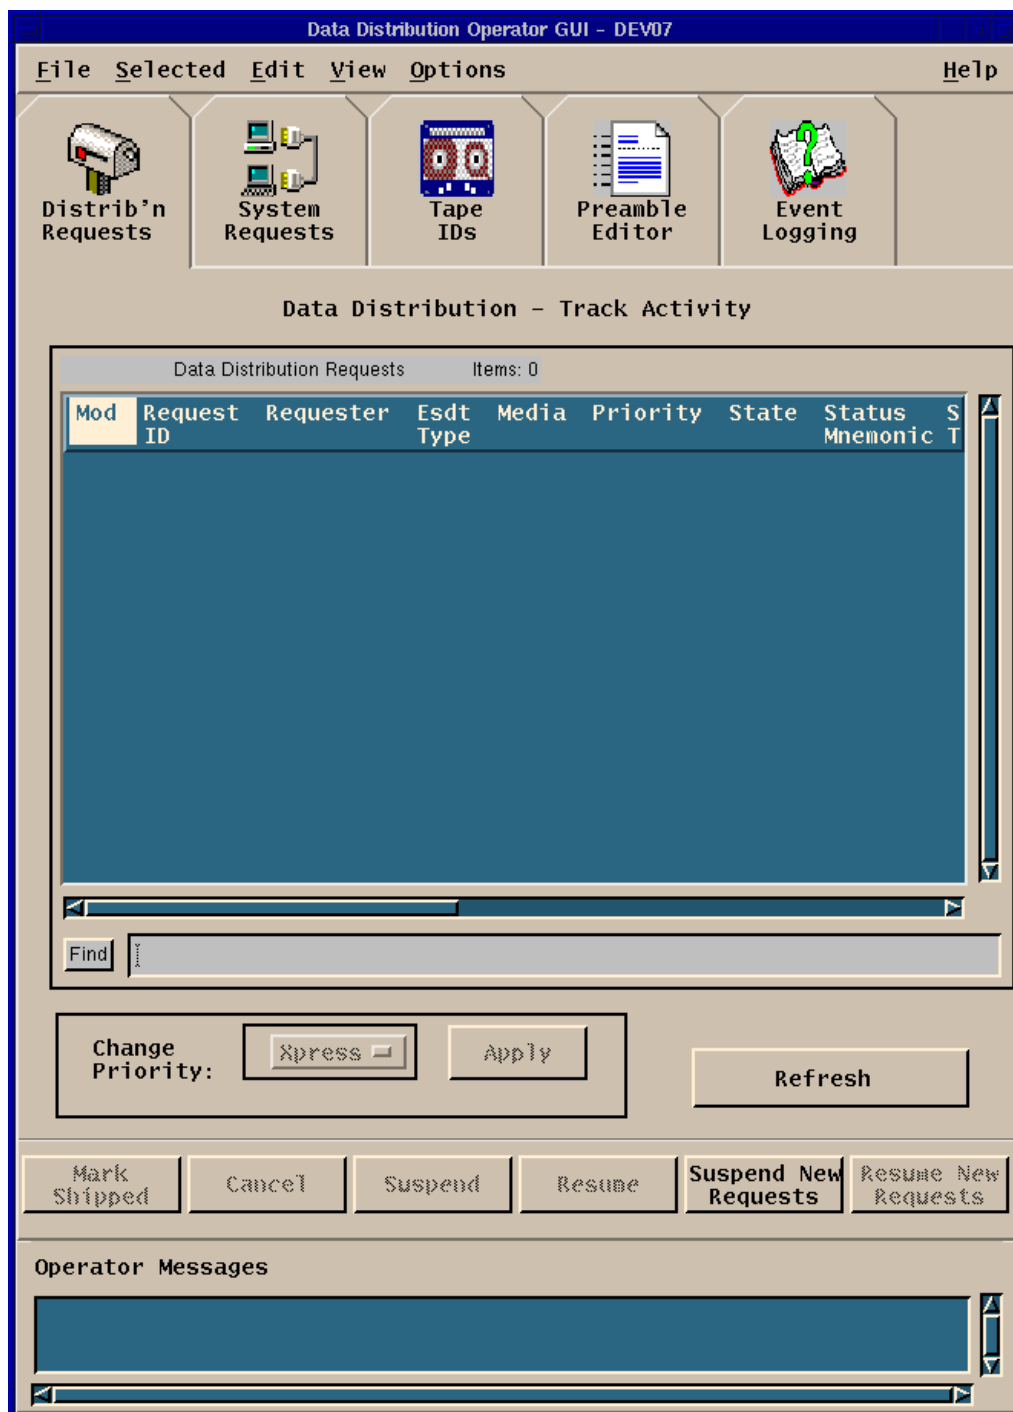 Data Distribution Operator GUI - DEV07
File Selected Edit View Options Help
Distrib'n
Requests
System
Requests
Tape
IDs
Preamble
Editor
Event
Logging
Data Distribution - Track Activity
Data Distribution Requests Items: 0
Mod Request Requester Esdt Media Priority State Status S
ID Type Mnemonic T
Find
Change
Priority:
Xpress
Apply
Refresh
Mark
Shipped
Cancel
Suspend
Resume
Suspend New
Requests
Resume New
Requests
Operator Messages